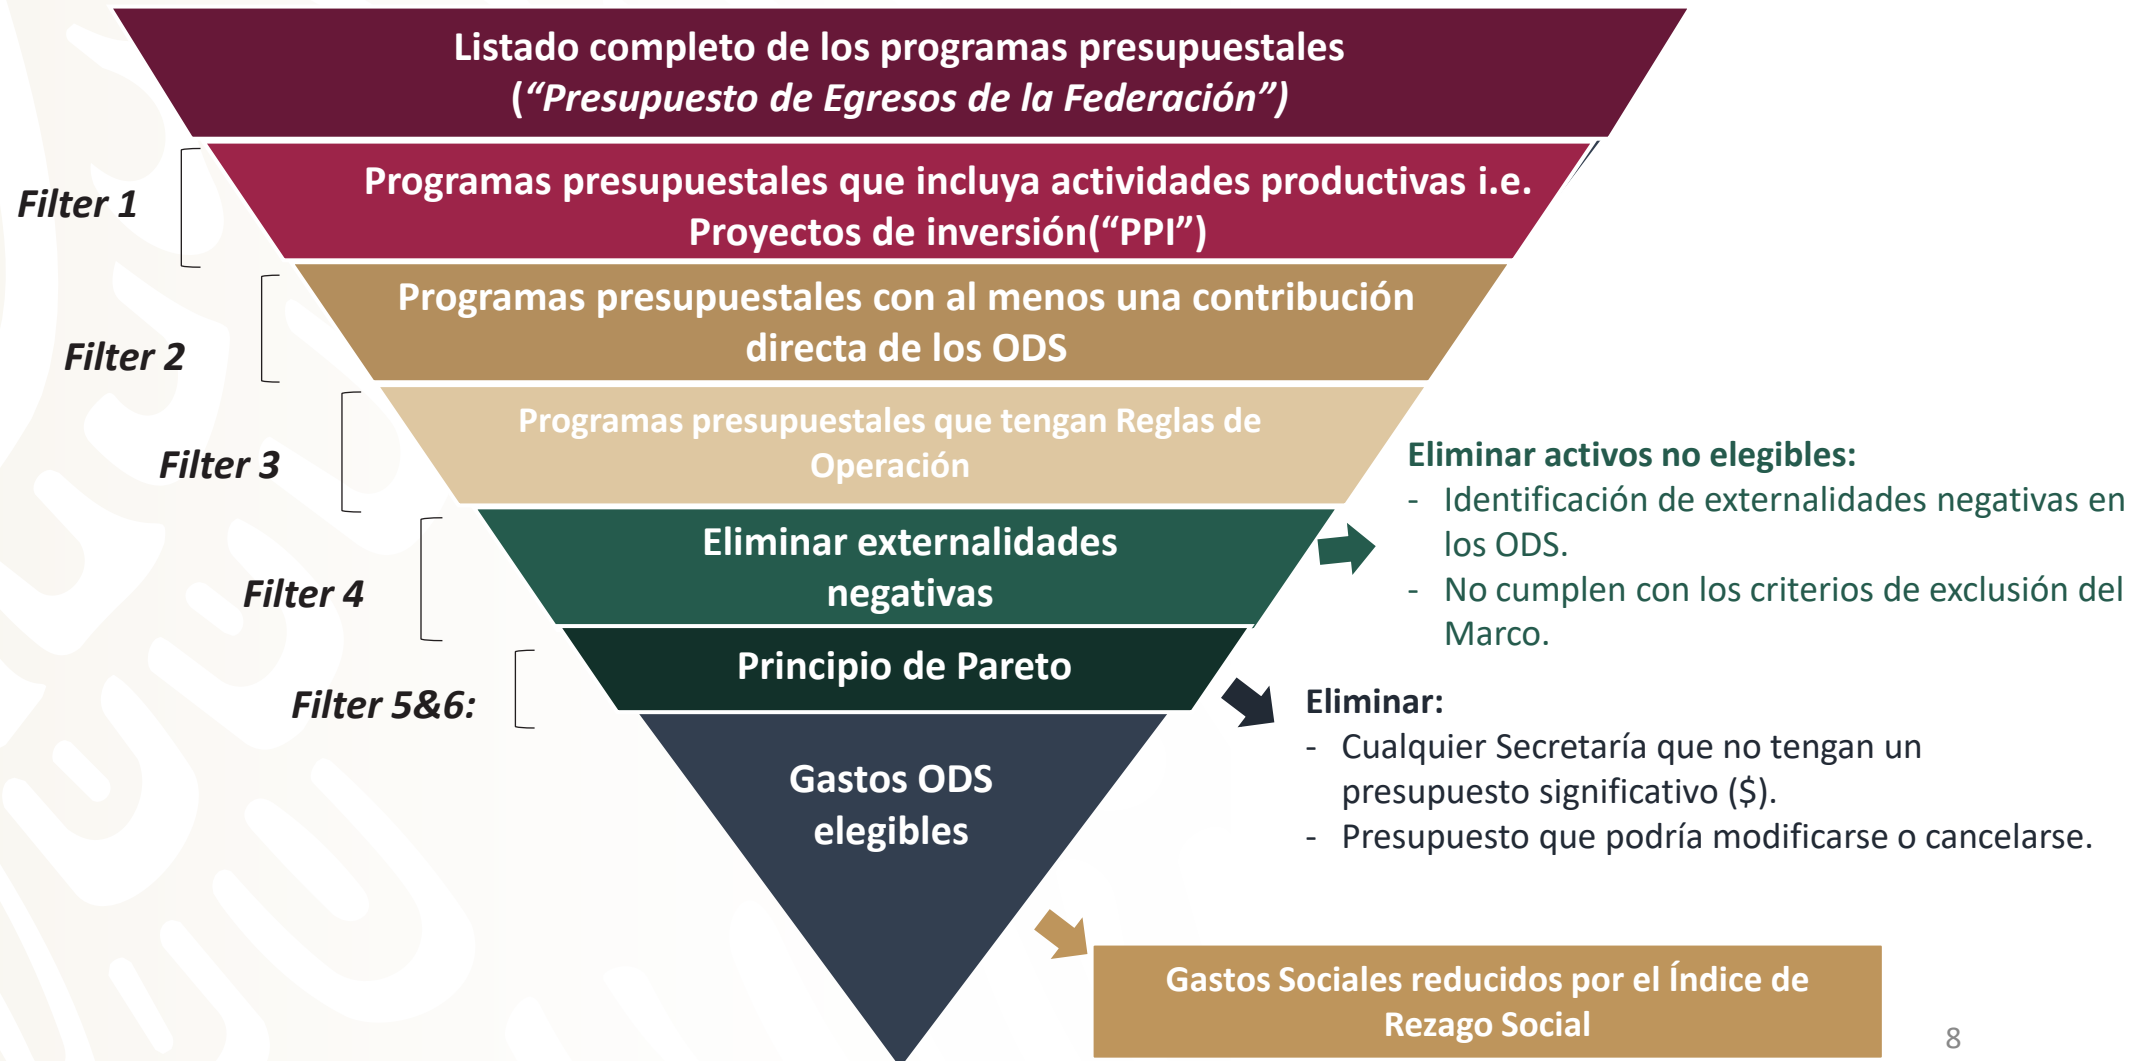 Listado completo de los programas presupuestales
(“Presupuesto de Egresos de la Federación”)
Filter 1
Programas presupuestales que incluya actividades productivas i.e.
Proyectos de inversión(“PPI”)
Filter 2
Programas presupuestales con al menos una contribución
directa de los ODS
Filter 3
Programas presupuestales que tengan Reglas de
Operación
Filter 4
Eliminar externalidades
negativas
Eliminar activos no elegibles:
- Identificación de externalidades negativas en
los ODS.
- No cumplen con los criterios de exclusión del
Marco.
Filter 5&6:
Principio de Pareto
Eliminar:
- Cualquier Secretaría que no tengan un
presupuesto significativo ($).
- Presupuesto que podría modificarse o cancelarse.
Gastos ODS
elegibles
Gastos Sociales reducidos por el Índice de
Rezago Social
8